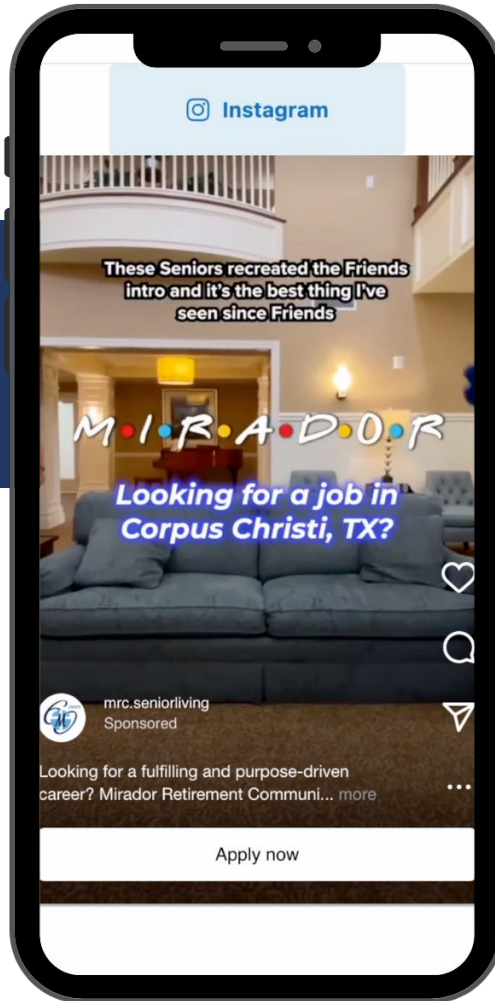 Instagram
These Seniors recreated the Friends
intro and it's the best thing I've
seen since Friends
M•I•R•A•D•O•R
Looking for a job in
Corpus Christi, TX?
mrc.seniorliving
Sponsored
Looking for a fulfilling and purpose-driven
career? Mirador Retirement Communi... more
Apply now